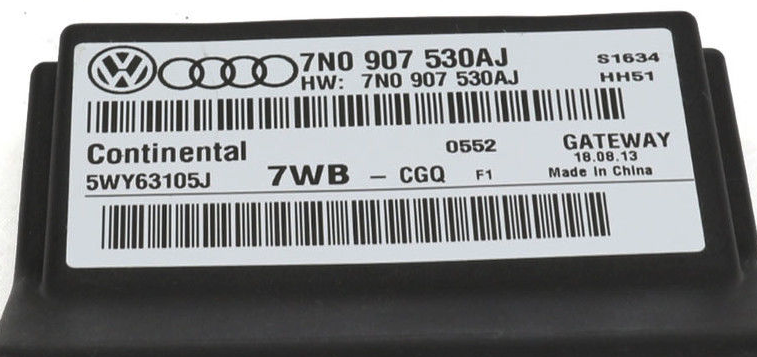 7N0 907 530AJ S1634
HW: 7N0 907 530AJ HH51
Continental 0552 GATEWAY
18.08.13
5WY63105J 7WB - CGQ F1 Made In China